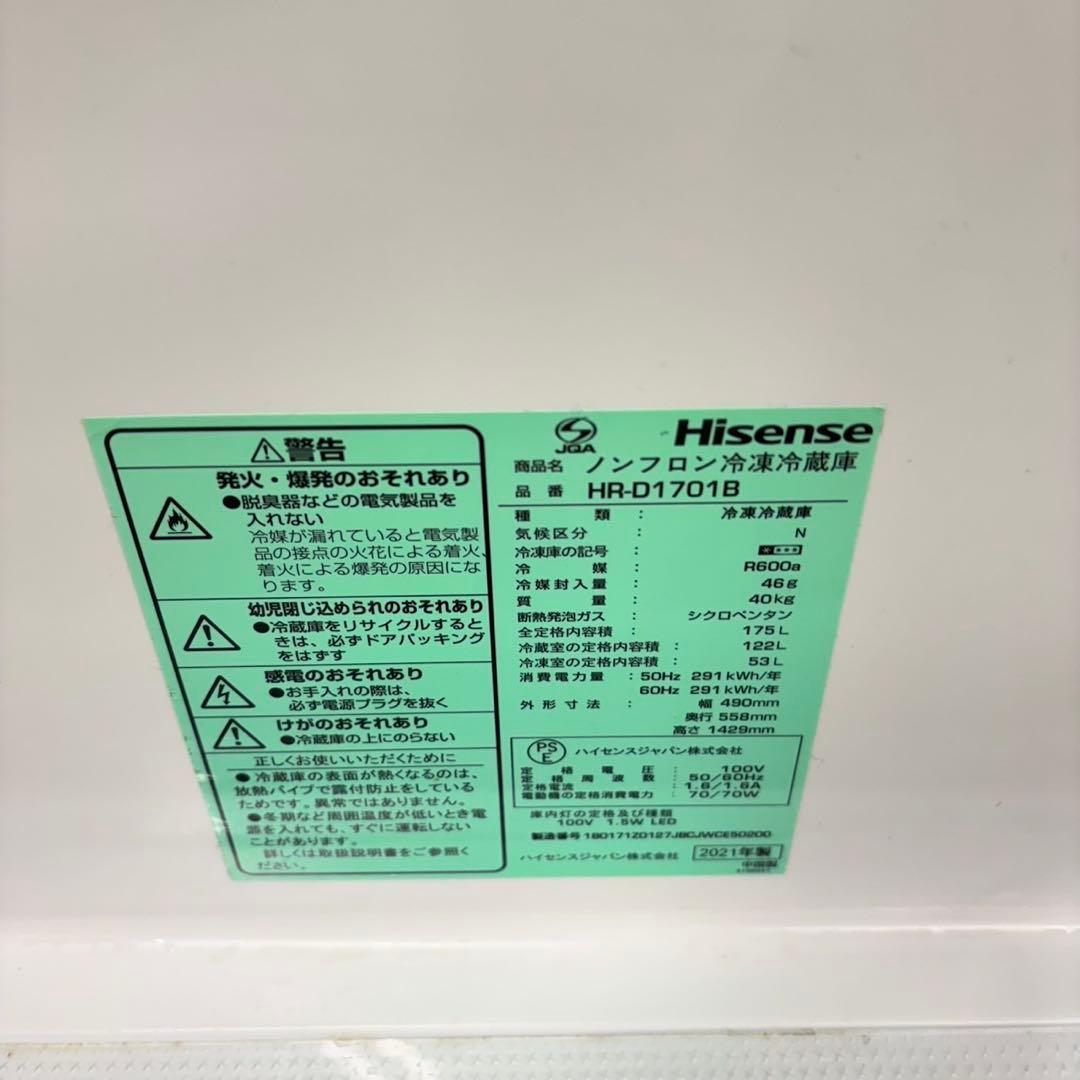 警告
発火・爆発のおそれあり
●脱臭器などの電気製品を
入れない
冷媒が漏れていると電気製
品の接点の火花による着火、
着火による爆発の原因にな
ります。
幼児閉じ込められのおそれあり
●冷蔵庫をリサイクルすると
きは、必ずドアパッキング
をはずす
感電のおそれあり
●お手入れの際は、
必ず電源プラグを抜く
けがのおそれあり
●冷蔵庫の上にのらない
正しくお使いいただくために
●冷蔵庫の表面が熱くなるのは、
放熱パイプで露付防止をしている
ためです。異常ではありません。
●冬期など周囲温度が低いとき電
源を入れても、すぐに運転しない
ことがあります。
詳しくは取扱説明書をご参照く
ださい。
JQA Hisense
商品名 ノンフロン冷凍冷蔵庫
品番 HR-D1701B
種類 : 冷凍冷蔵庫
気候区分 : N
冷凍庫の記号 :
冷媒 : R600a
冷媒封入量 : 46g
質量 : 40kg
断熱発泡ガス : シクロペンタン
全定格内容積 : 175L
冷蔵室の定格内容積 : 122L
冷凍室の定格内容積 : 53L
消費電力量 : 50Hz 291kWh/年
60Hz 291kWh/年
外形寸法 : 幅 490mm
奥行 558mm
高さ 1429mm
PSE ハイセンスジャパン株式会社
定格電圧 : 100V
定格周波数 : 50/60Hz
定格電流 : 1.6/1.6A
電動機の定格消費電力 : 70/70W
庫内灯の定格及び種類
100V 1.5W LED
製造番号 1B0171Z0127JBCJWCE50200
ハイセンスジャパン株式会社 2021年製
中国製